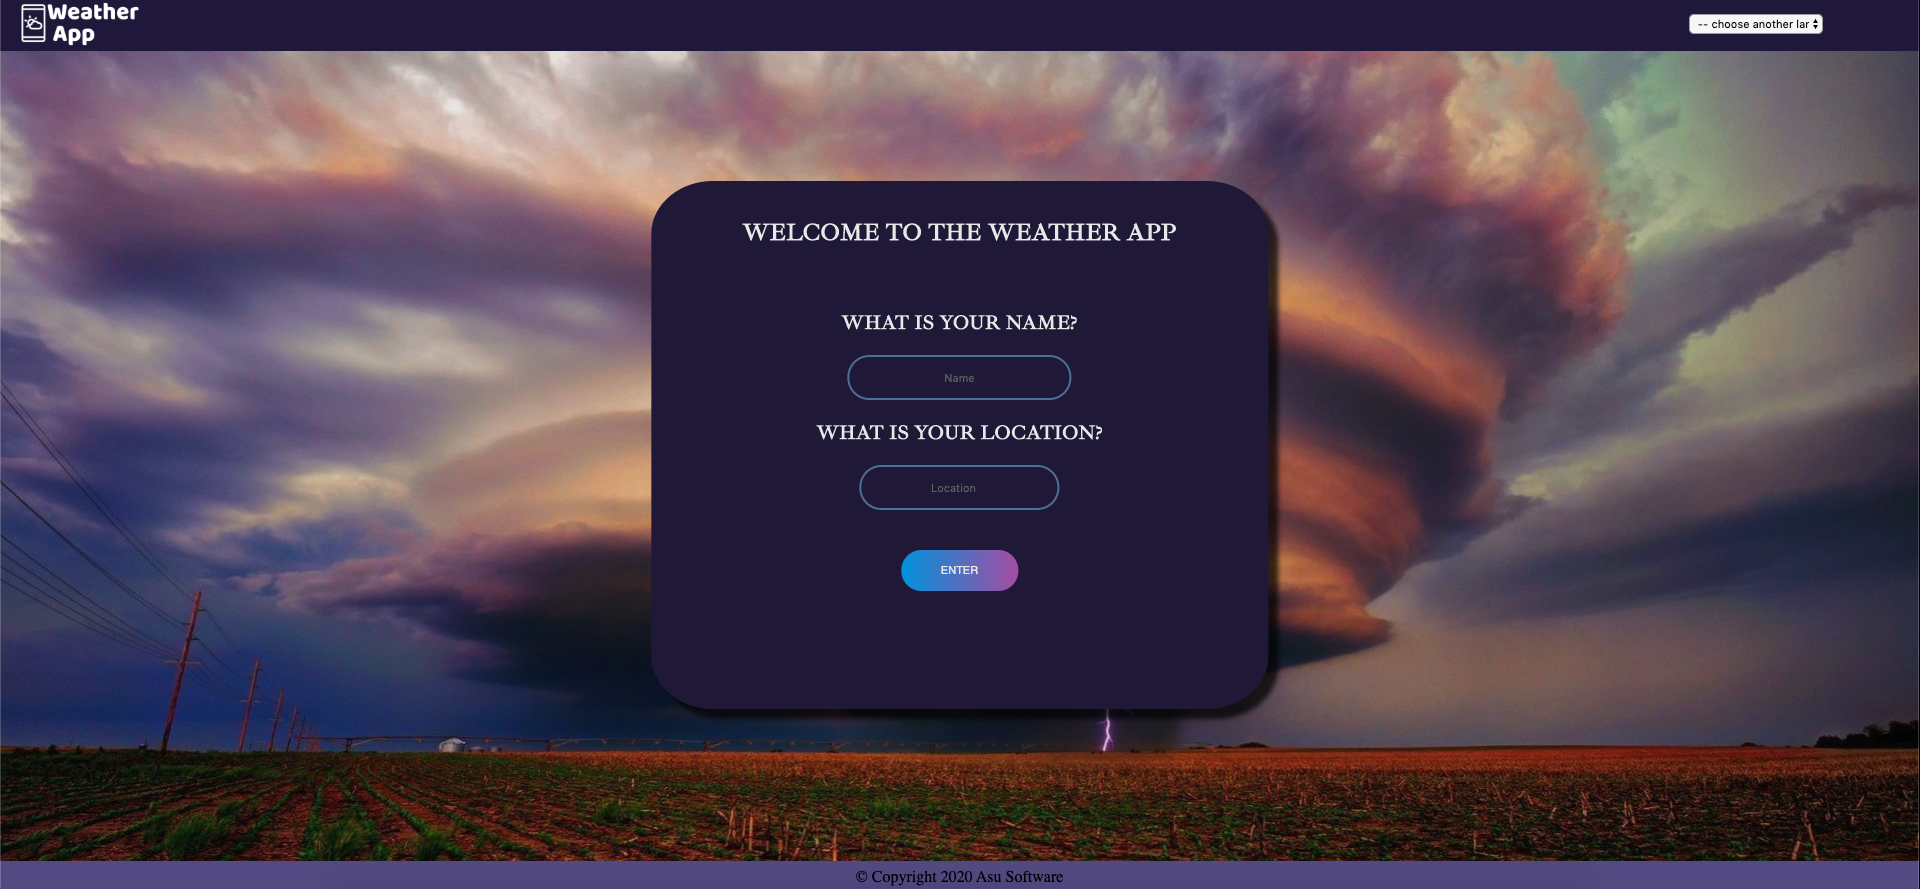 Weather
App
-- choose another lar
WELCOME TO THE WEATHER APP
WHAT IS YOUR NAME?
Name
WHAT IS YOUR LOCATION?
Location
ENTER
© Copyright 2020 Asu Software